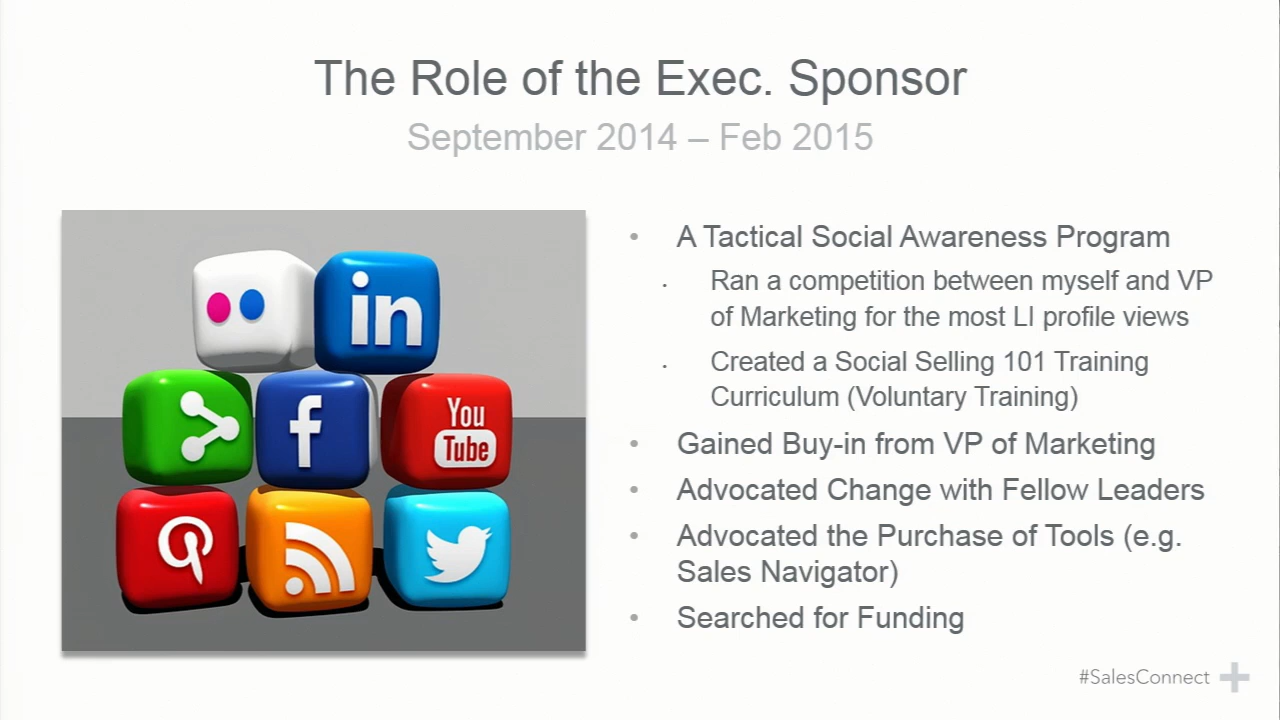 The Role of the Exec. Sponsor
September 2014 – Feb 2015
in
f
You
Tube
• A Tactical Social Awareness Program
· Ran a competition between myself and VP
of Marketing for the most LI profile views
· Created a Social Selling 101 Training
Curriculum (Voluntary Training)
• Gained Buy-in from VP of Marketing
• Advocated Change with Fellow Leaders
• Advocated the Purchase of Tools (e.g.
Sales Navigator)
• Searched for Funding
#SalesConnect